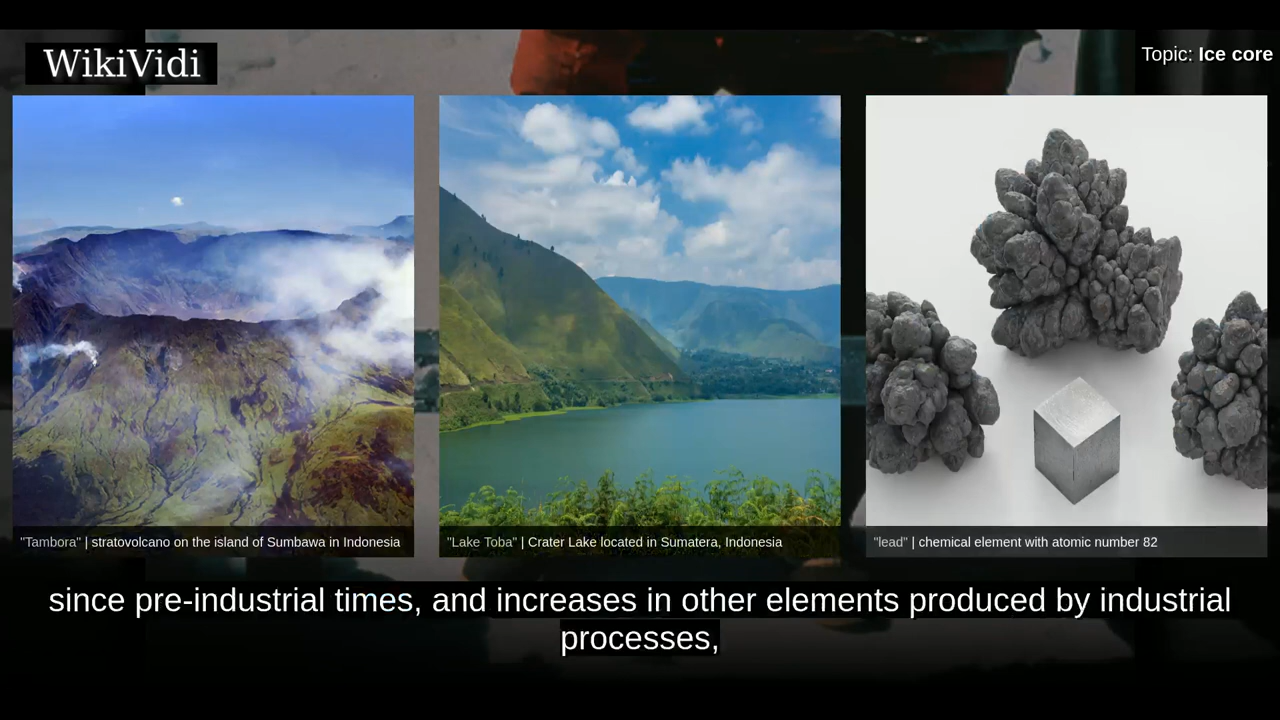 WikiVidi
Topic: Ice core
"Tambora" | stratovolcano on the island of Sumbawa in Indonesia
"Lake Toba" | Crater Lake located in Sumatera, Indonesia
"lead" | chemical element with atomic number 82
since pre-industrial times, and increases in other elements produced by industrial
processes,